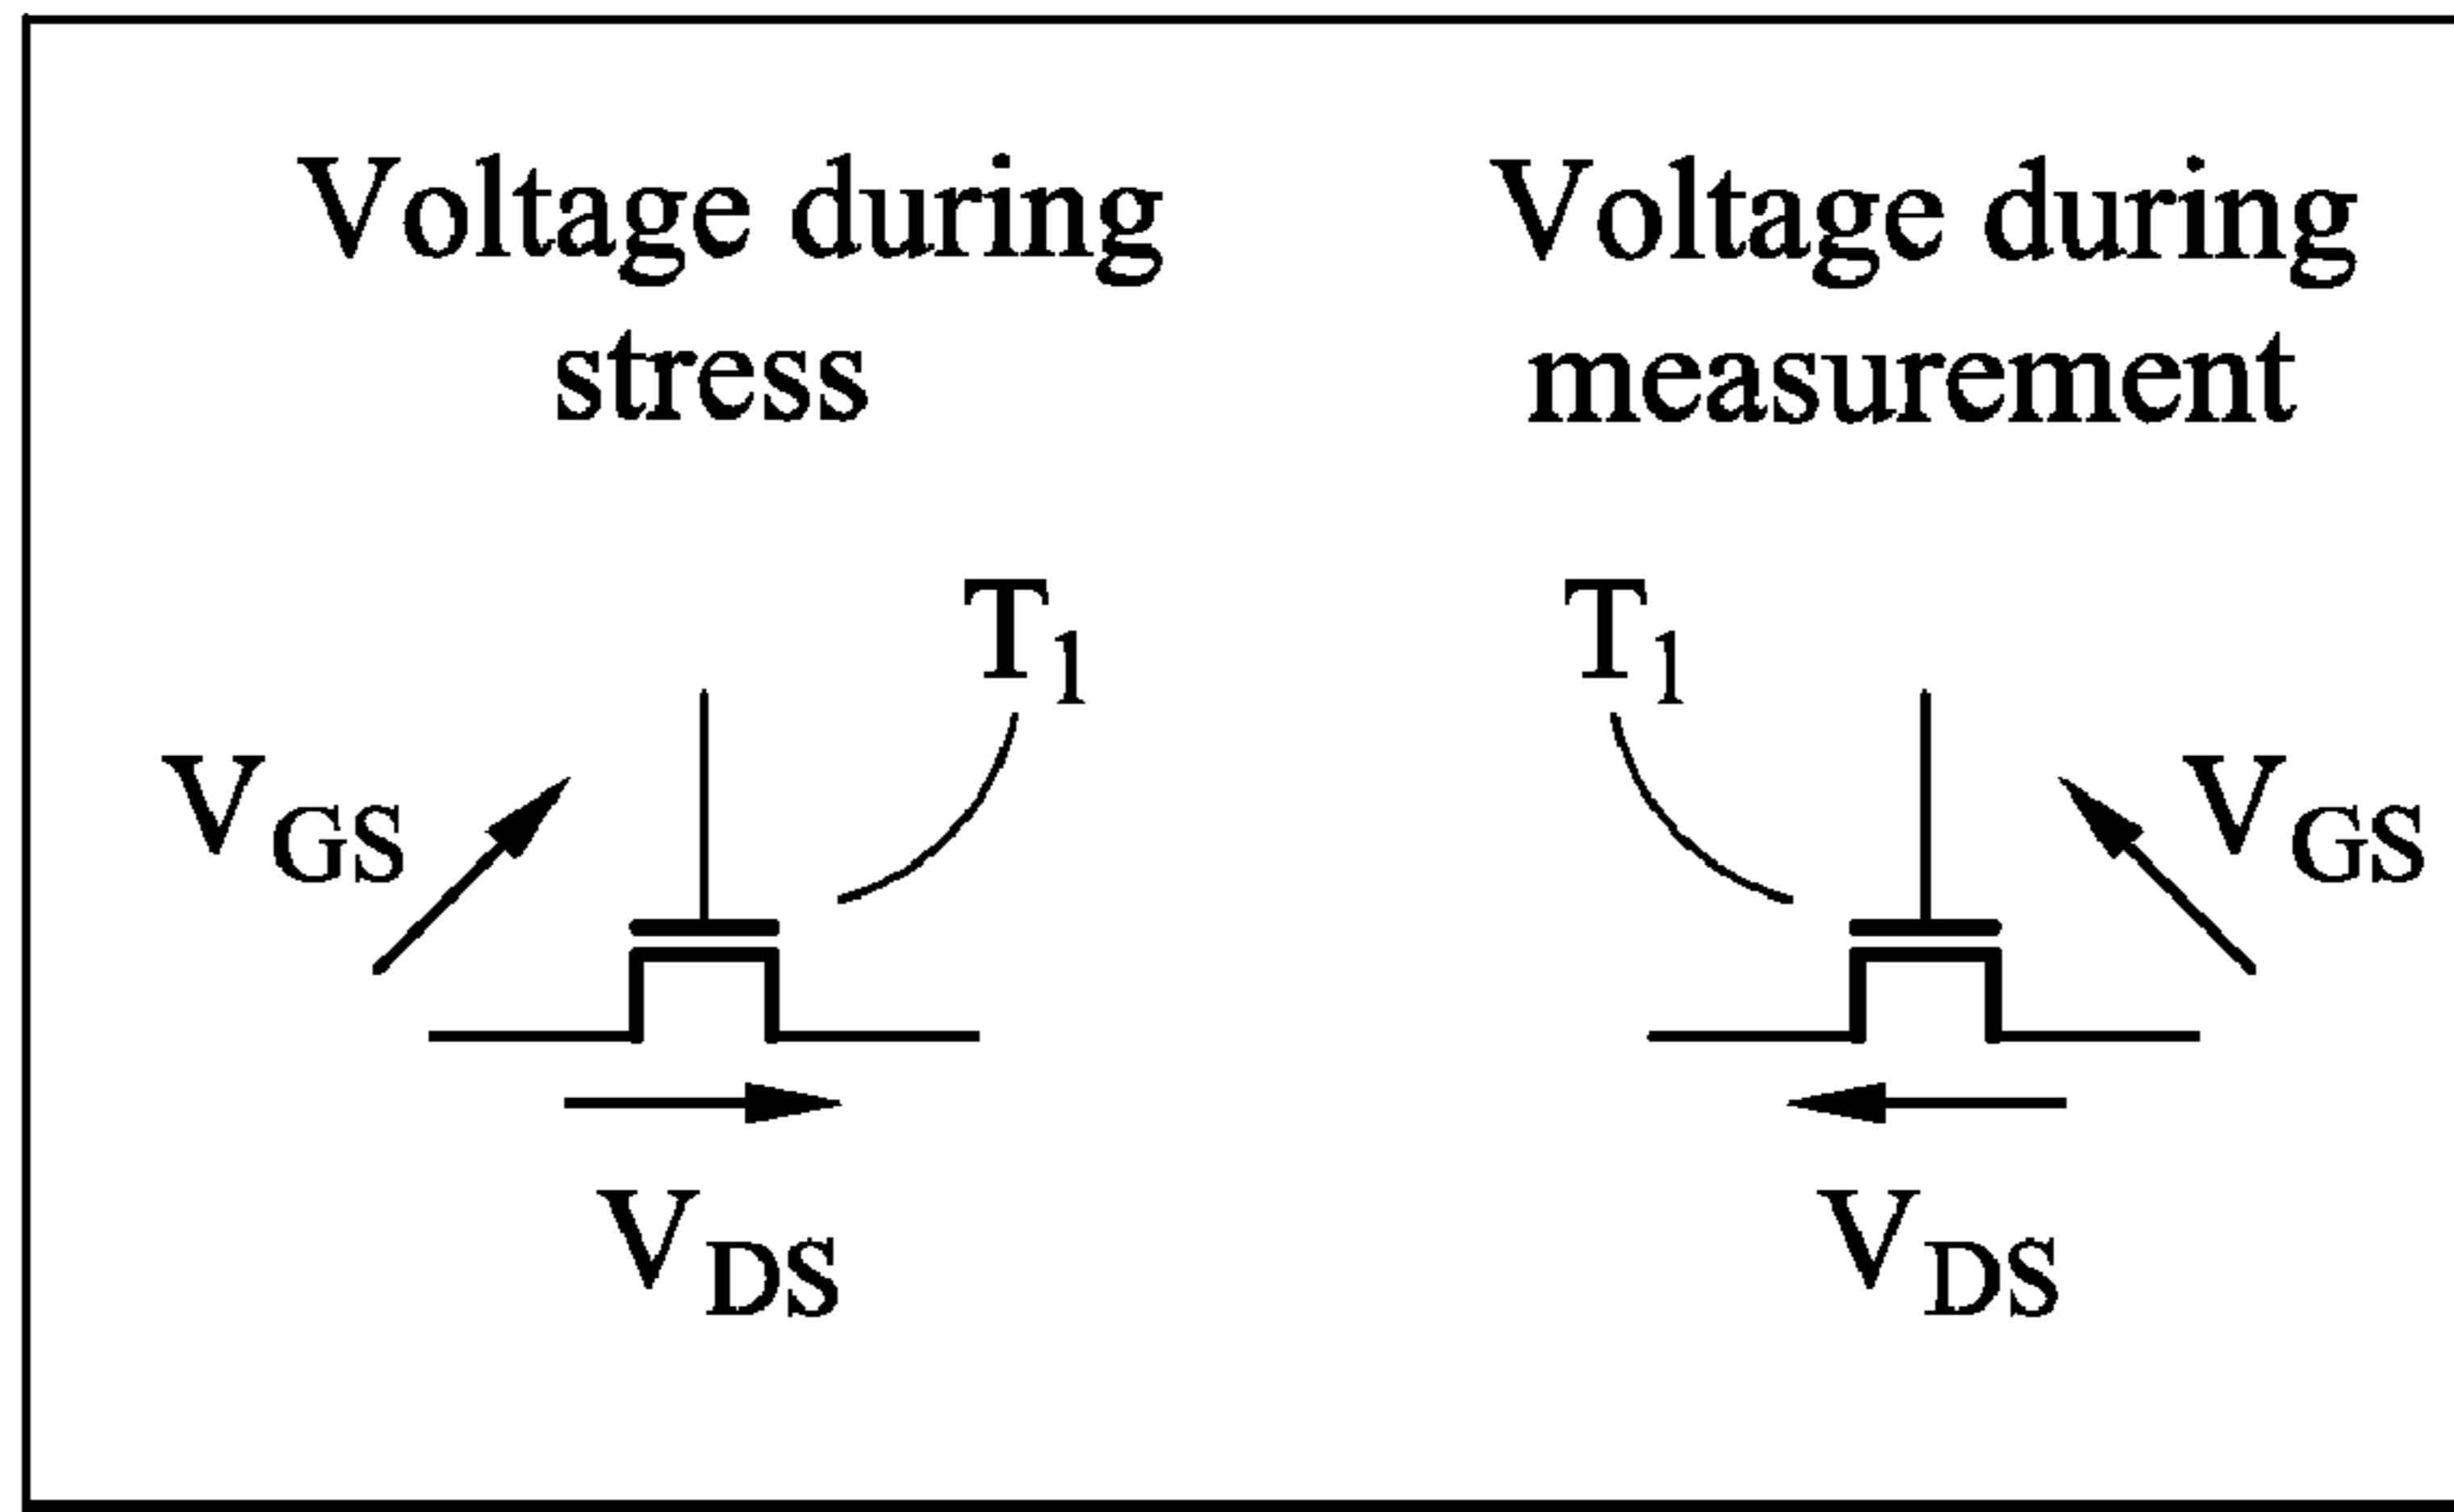 Voltage during
stress
Voltage during
measurement
T1
VGS
VDS
T1
VGS
VDS